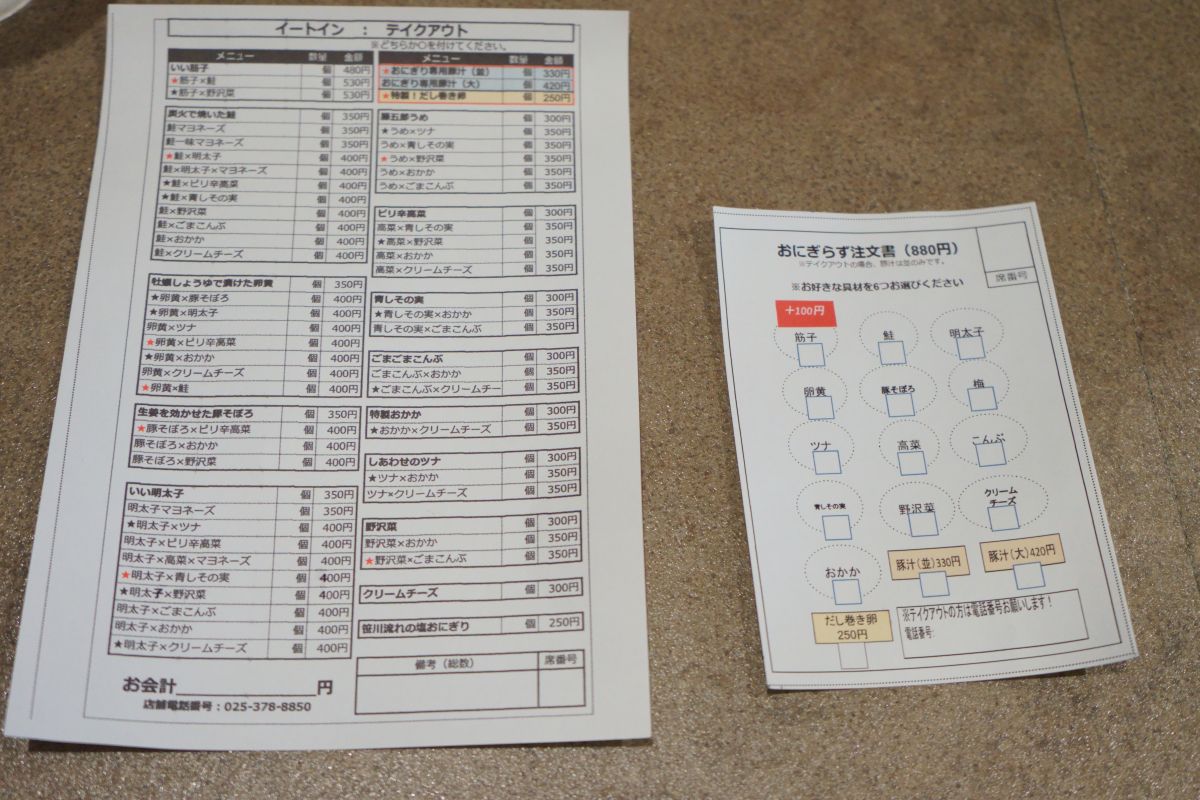 イートイン : テイクアウト
※どちらか○を付けてください。
メニュー 数量 金額
いい筋子 個 480円
★筋子×鮭 個 530円
★筋子×野沢菜 個 530円
炭火で焼いた鮭 個 350円
鮭マヨネーズ 個 350円
鮭一味マヨネーズ 個 350円
★鮭×明太子 個 400円
鮭×明太子×マヨネーズ 個 400円
★鮭×ピリ辛高菜 個 400円
★鮭×青しその実 個 400円
鮭×野沢菜 個 400円
鮭×ごまこんぶ 個 400円
鮭×おかか 個 400円
鮭×クリームチーズ 個 400円
牡蠣しょうゆで漬けた卵黄 個 350円
★卵黄×豚そぼろ 個 400円
★卵黄×明太子 個 400円
卵黄×ツナ 個 400円
★卵黄×ピリ辛高菜 個 400円
★卵黄×おかか 個 400円
卵黄×クリームチーズ 個 400円
★卵黄×鮭 個 400円
生姜を効かせた豚そぼろ 個 350円
★豚そぼろ×ピリ辛高菜 個 400円
豚そぼろ×おかか 個 400円
豚そぼろ×野沢菜 個 400円
いい明太子 個 350円
明太子マヨネーズ 個 350円
★明太子×ツナ 個 400円
明太子×ピリ辛高菜 個 400円
明太子×高菜×マヨネーズ 個 400円
★明太子×青しその実 個 400円
★明太子×野沢菜 個 400円
明太子×ごまこんぶ 個 400円
明太子×おかか 個 400円
★明太子×クリームチーズ 個 400円
お会計 円
店舗電話番号：025-378-8850
メニュー 数量 金額
★おにぎり専用豚汁（並） 個 330円
おにぎり専用豚汁（大） 個 420円
★特製！だし巻き卵 個 250円
藤五郎うめ 個 300円
★うめ×ツナ 個 350円
うめ×青しその実 個 350円
★うめ×野沢菜 個 350円
うめ×おかか 個 350円
うめ×ごまこんぶ 個 350円
ピリ辛高菜 個 300円
高菜×青しその実 個 350円
★高菜×野沢菜 個 350円
高菜×おかか 個 350円
高菜×クリームチーズ 個 350円
青しその実 個 300円
★青しその実×おかか 個 350円
青しその実×ごまこんぶ 個 350円
ごまごまこんぶ 個 300円
ごまこんぶ×おかか 個 350円
★ごまこんぶ×クリームチー 個 350円
特製おかか 個 300円
★おかか×クリームチーズ 個 350円
しあわせのツナ 個 300円
★ツナ×おかか 個 350円
ツナ×クリームチーズ 個 350円
野沢菜 個 300円
野沢菜×おかか 個 350円
★野沢菜×ごまこんぶ 個 350円
クリームチーズ 個 300円
笹川流れの塩おにぎり 個 250円
備考（総数） 席番号
おにぎらず注文書（880円）
※テイクアウトの場合、豚汁は並のみです。
席番号
※お好きな具材を6つお選びください
+100円
筋子 鮭 明太子
卵黄 豚そぼろ 梅
ツナ 高菜 こんぶ
青しその実 野沢菜 クリーム
チーズ
おかか 豚汁(並)330円 豚汁(大)420円
だし巻き卵
250円
※テイクアウトの方は電話番号お願いします！
電話番号: